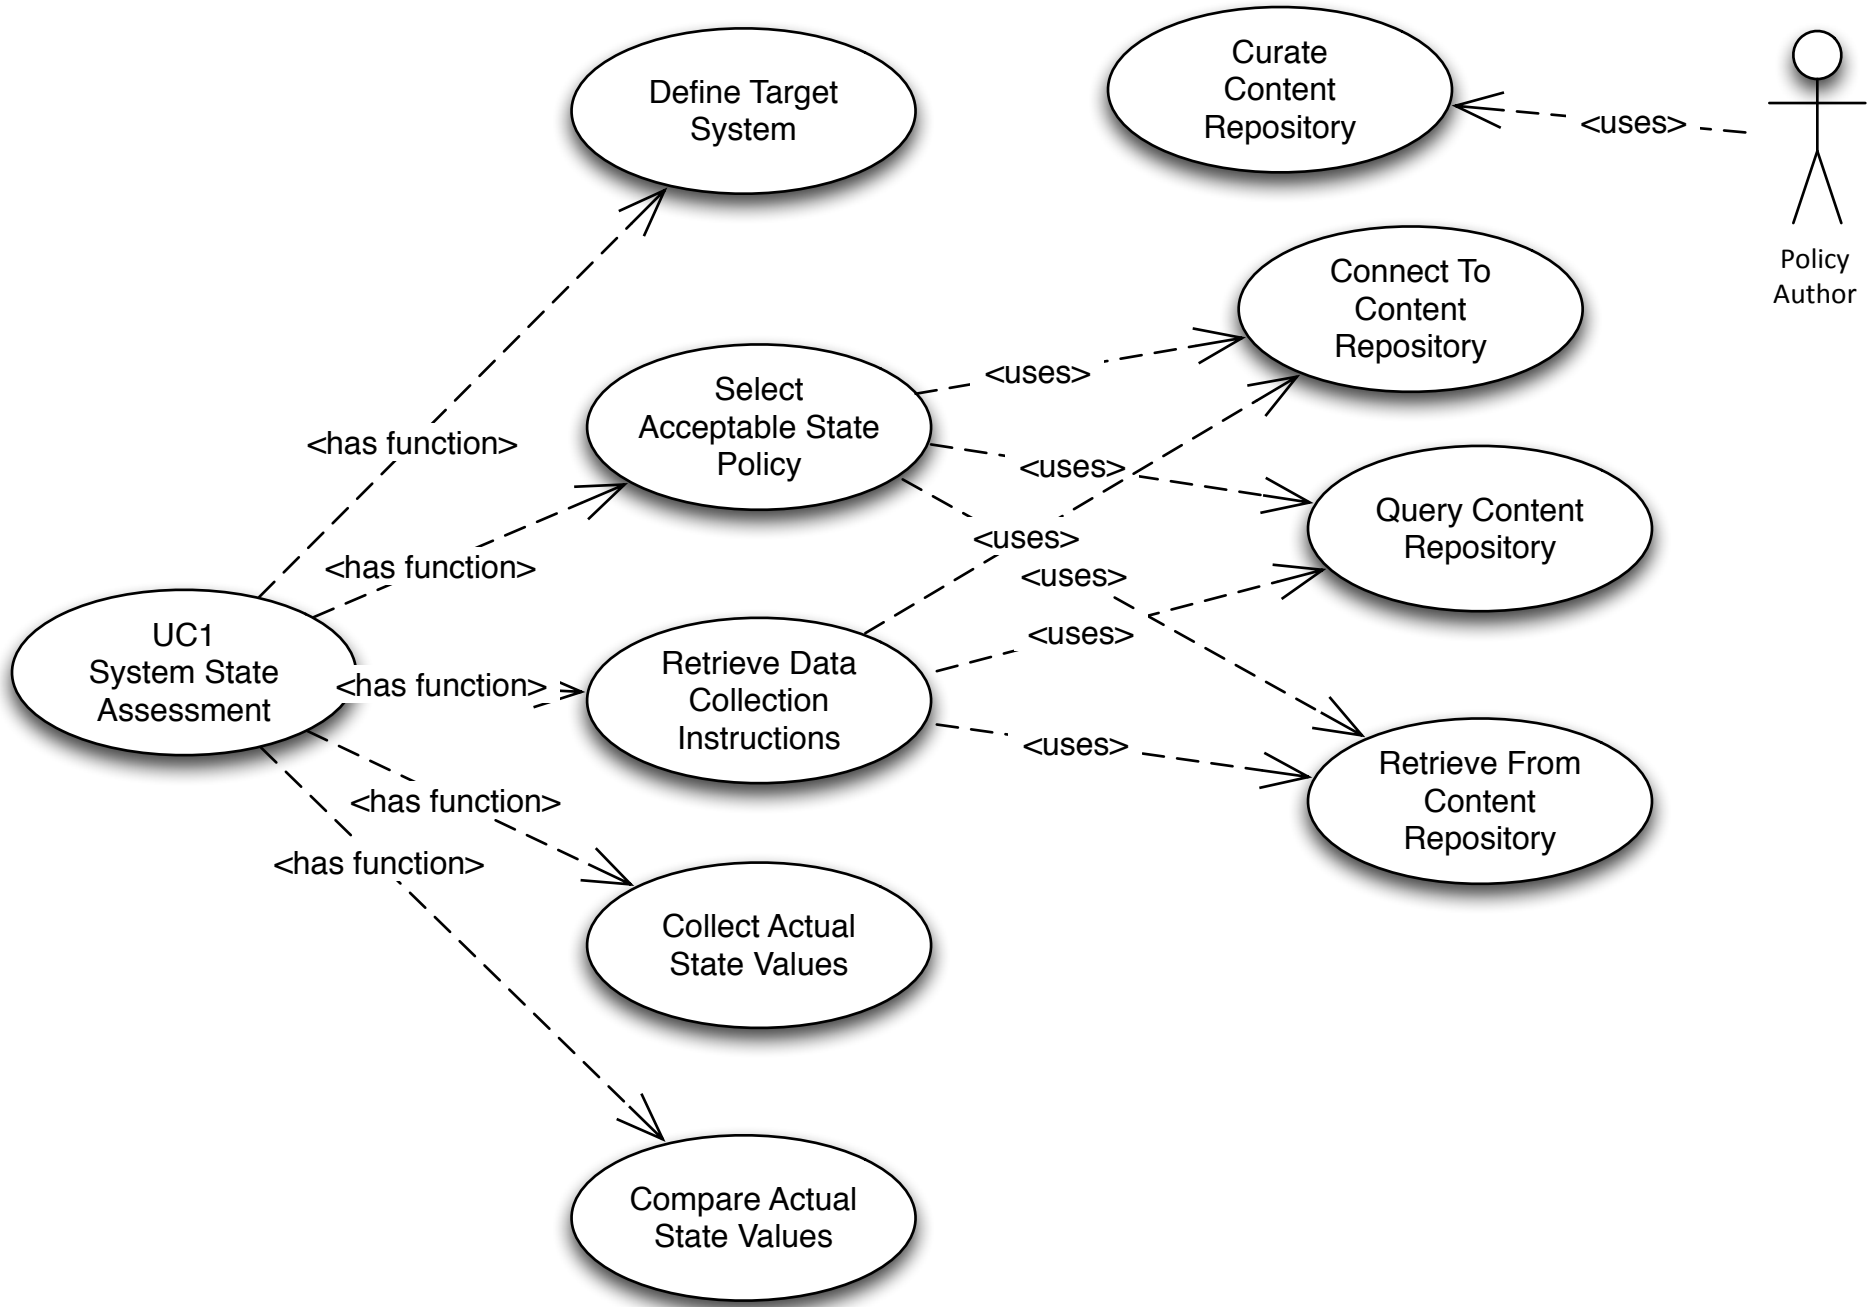 Define Target
System
Curate
Content
Repository
<uses>
Policy
Author
Connect To
Content
Repository
Select
Acceptable State
Policy
<uses>
<has function>
<uses>
Query Content
Repository
<uses>
<has function>
<uses>
UC1
System State
Assessment
<has function>
Retrieve Data
Collection
Instructions
<uses>
<uses>
Retrieve From
Content
Repository
<has function>
<has function>
Collect Actual
State Values
Compare Actual
State Values